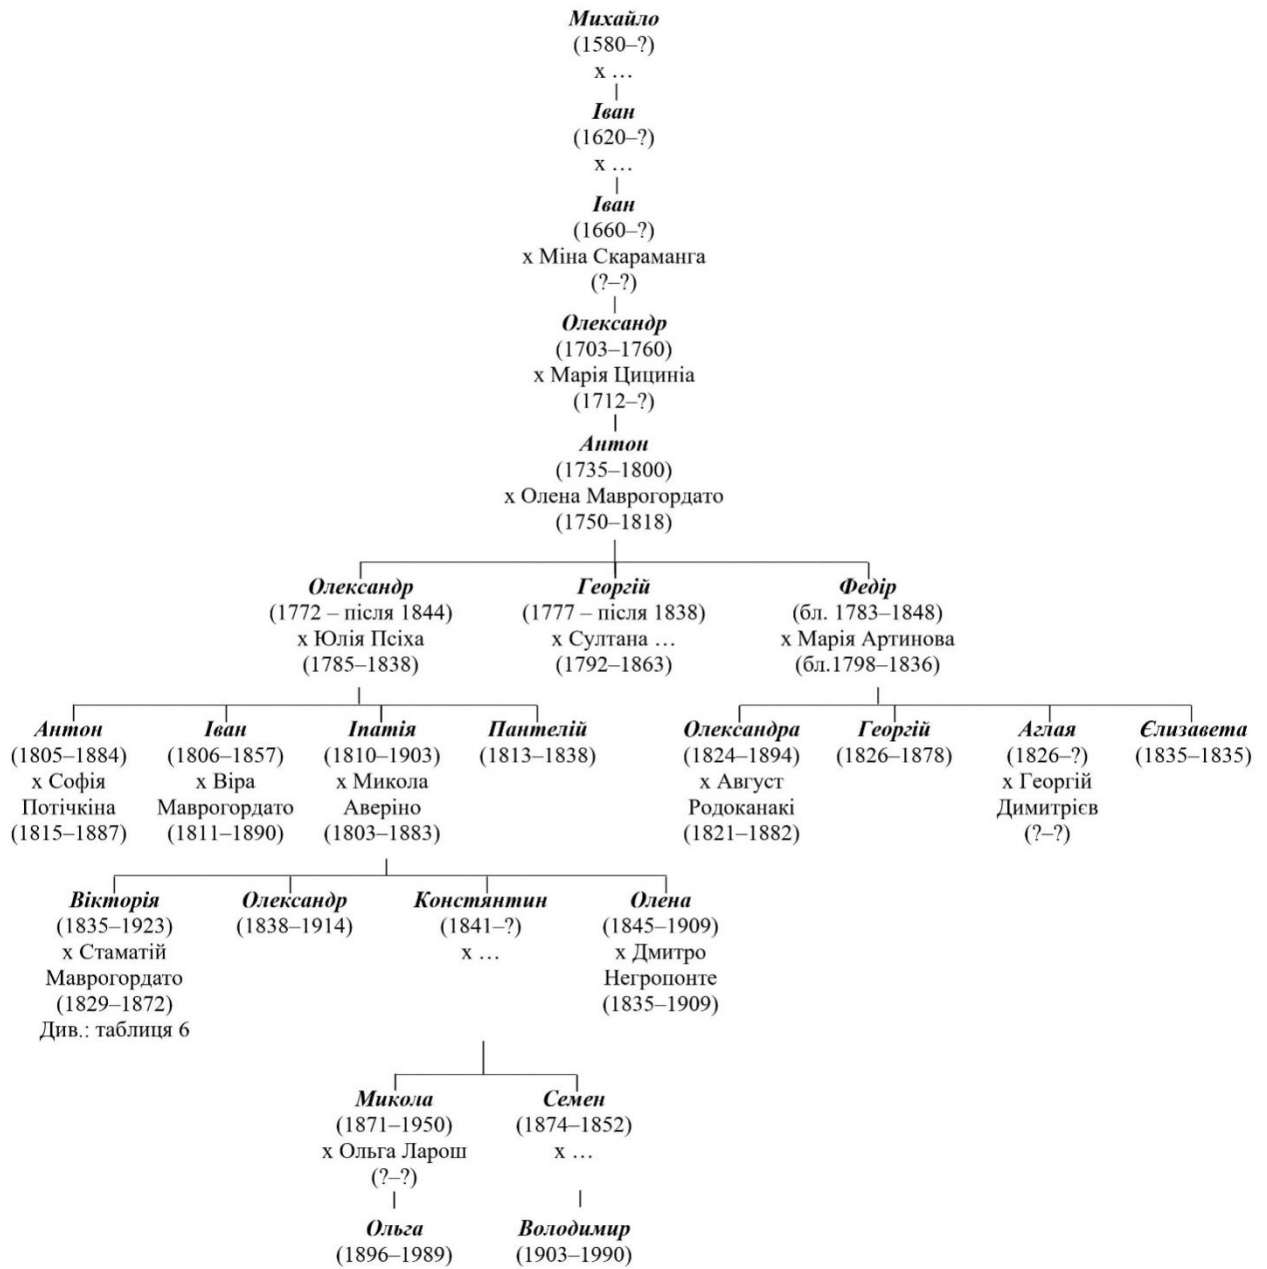 Михайло
(1580–?)
х …
Іван
(1620–?)
х …
Іван
(1660–?)
х Міна Скараманга
(?–?)
Олександр
(1703–1760)
х Марія Цициніа
(1712–?)
Антон
(1735–1800)
х Олена Маврогордато
(1750–1818)
Олександр
(1772 – після 1844)
х Юлія Псіха
(1785–1838)
Георгій
(1777 – після 1838)
х Султана …
(1792–1863)
Федір
(бл. 1783–1848)
х Марія Артинова
(бл.1798–1836)
Антон
(1805–1884)
х Софія
Потічкіна
(1815–1887)
Іван
(1806–1857)
х Віра
Маврогордато
(1811–1890)
Іпатія
(1810–1903)
х Микола
Аверіно
(1803–1883)
Пантелій
(1813–1838)
Олександра
(1824–1894)
х Август
Родоканакі
(1821–1882)
Георгій
(1826–1878)
Аглая
(1826–?)
х Георгій
Димитрієв
(?–?)
Єлизавета
(1835–1835)
Вікторія
(1835–1923)
х Стаматій
Маврогордато
(1829–1872)
Див.: таблиця 6
Олександр
(1838–1914)
Констянтин
(1841–?)
х …
Олена
(1845–1909)
х Дмитро
Негропонте
(1835–1909)
Микола
(1871–1950)
х Ольга Ларош
(?–?)
Семен
(1874–1852)
х …
Ольга
(1896–1989)
Володимир
(1903–1990)